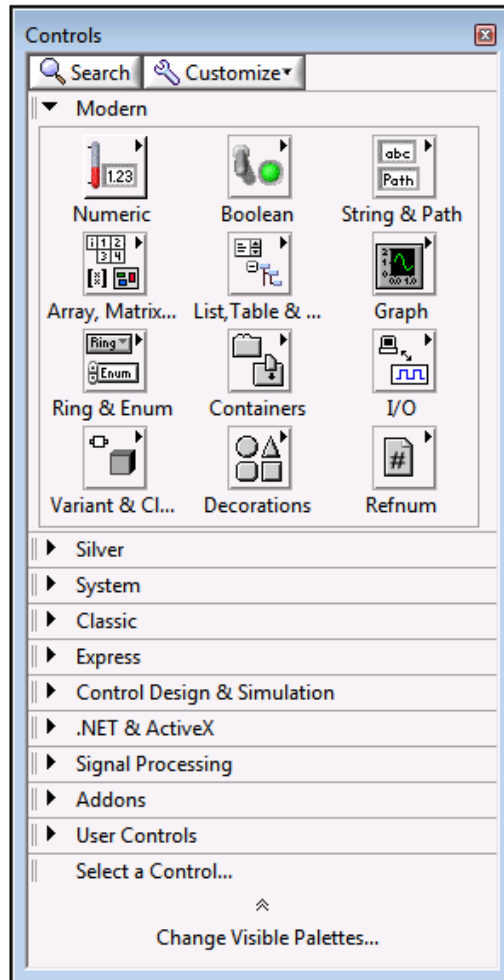 Controls
Search Customize
Modern
1.23 abc Path
Numeric Boolean String & Path
Array, Matrix... List, Table & ... Graph
Ring Enum
Ring & Enum Containers I/O
#
Variant & Cl... Decorations Refnum
Silver
System
Classic
Express
Control Design & Simulation
.NET & ActiveX
Signal Processing
Addons
User Controls
Select a Control...
Change Visible Palettes...